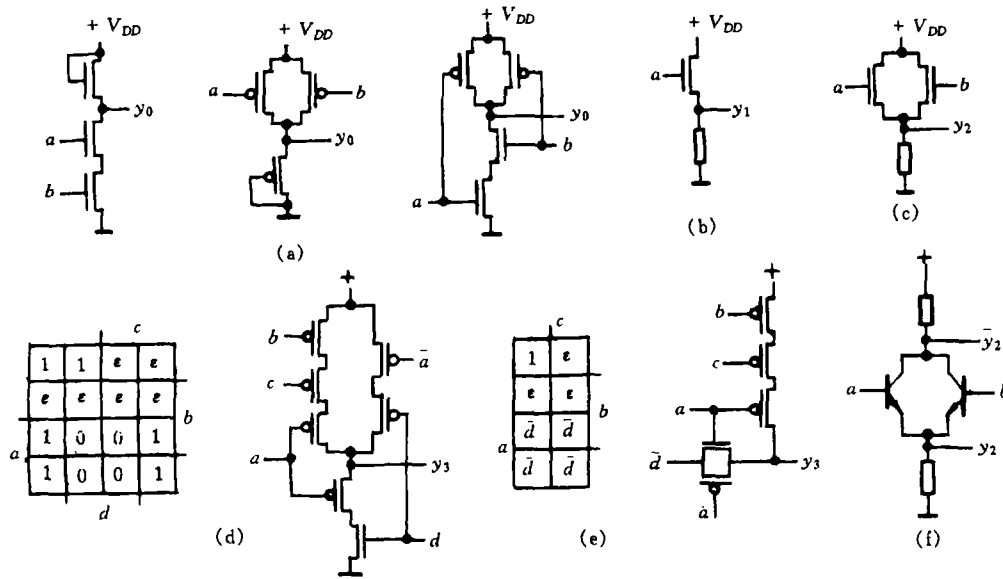 + V_DD
y₀
a
b
+ V_DD
a
b
y₀
(a)
+ V_DD
y₀
b
a
+ V_DD
a
y₁
(b)
+ V_DD
a
b
y₂
(c)
c
1 1 e e
e e e e
1 0 0 1
1 0 0 1
b
a
d
+
b
c
a
ā
y₃
d
(d)
c
1 e
e e
d̄ d̄
d̄ d̄
b
a
+
b
c
a
d̄
y₃
ā
(e)
+
ȳ₂
a
b
y₂
(f)